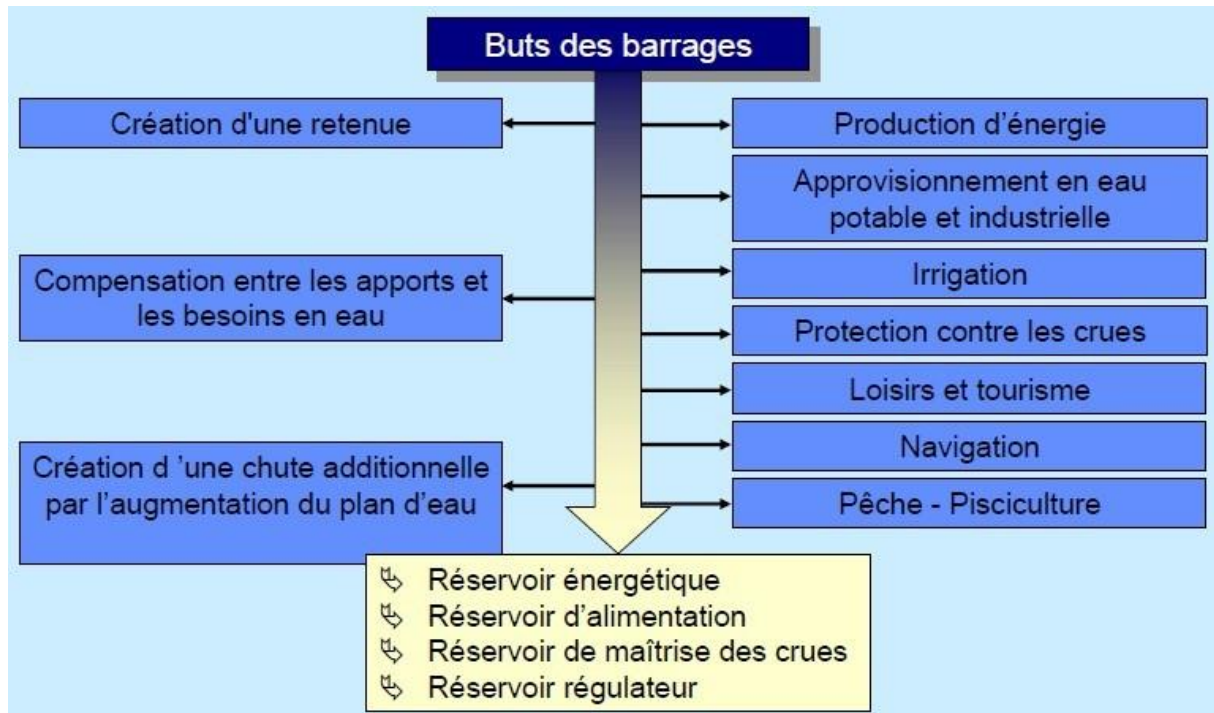 Buts des barrages
Création d'une retenue
Compensation entre les apports et
les besoins en eau
Création d ’une chute additionnelle
par l’augmentation du plan d’eau
Production d’énergie
Approvisionnement en eau
potable et industrielle
Irrigation
Protection contre les crues
Loisirs et tourisme
Navigation
Pêche - Pisciculture
Réservoir énergétique
Réservoir d’alimentation
Réservoir de maîtrise des crues
Réservoir régulateur